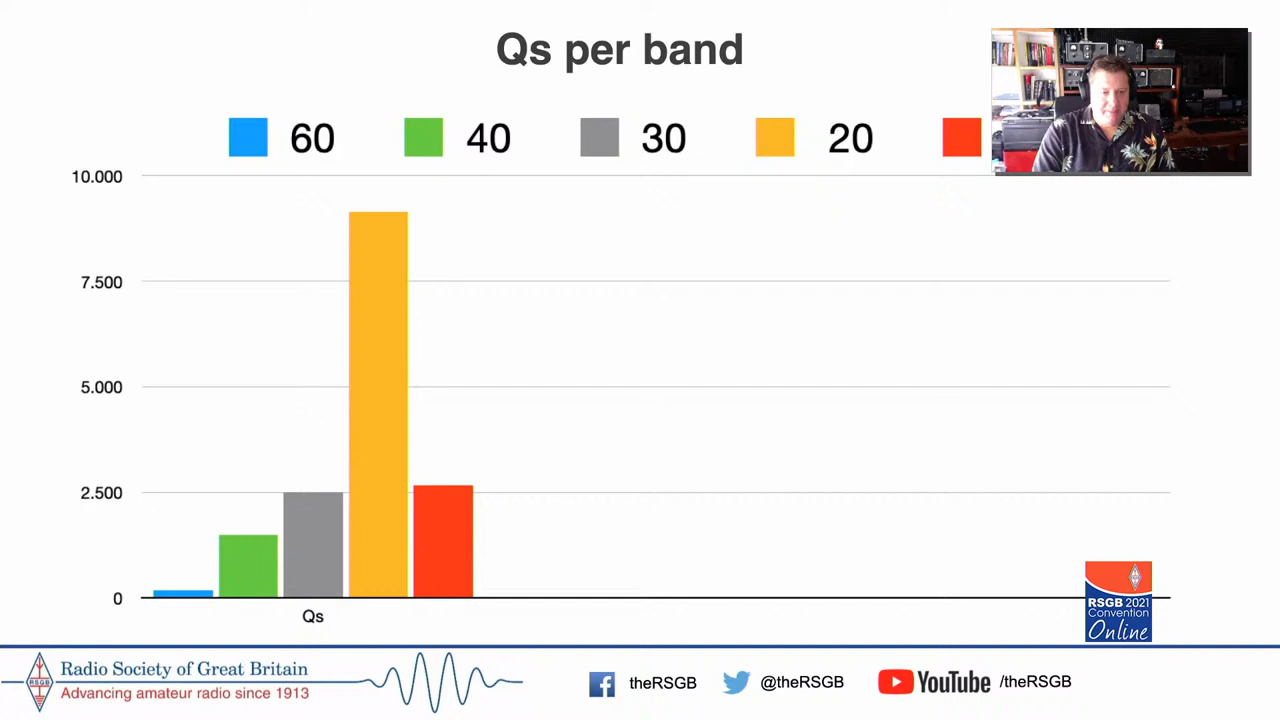 Qs per band
60 40 30 20
10.000
7.500
5.000
2.500
0
Qs
RSGB 2021
Convention
Online
RSGB
Radio Society of Great Britain
Advancing amateur radio since 1913
theRSGB
@theRSGB
YouTube /theRSGB